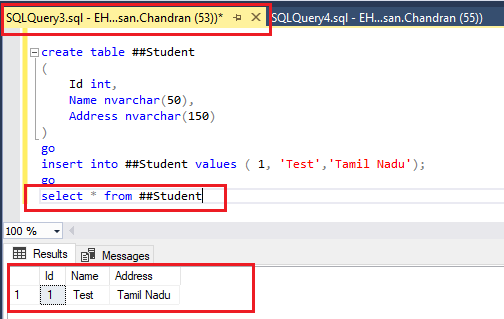 SQLQuery3.sql - EH...san.Chandran (53))* SQLQuery4.sql - EH...san.Chandran (55))
create table ##Student
(
Id int,
Name nvarchar(50),
Address nvarchar(150)
)
go
insert into ##Student values ( 1, 'Test','Tamil Nadu');
go
select * from ##Student
100 %
Results Messages
Id Name Address
1 1 Test Tamil Nadu